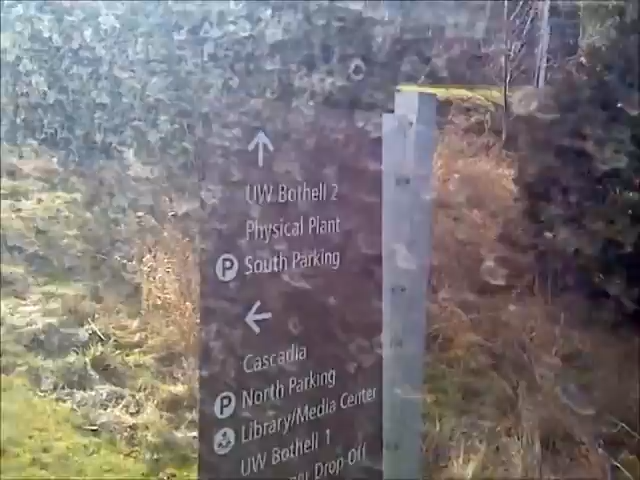 UW Bothell 2
Physical Plant
P South Parking
Cascadia
P North Parking
Library/Media Center
UW Bothell 1
Drop Off